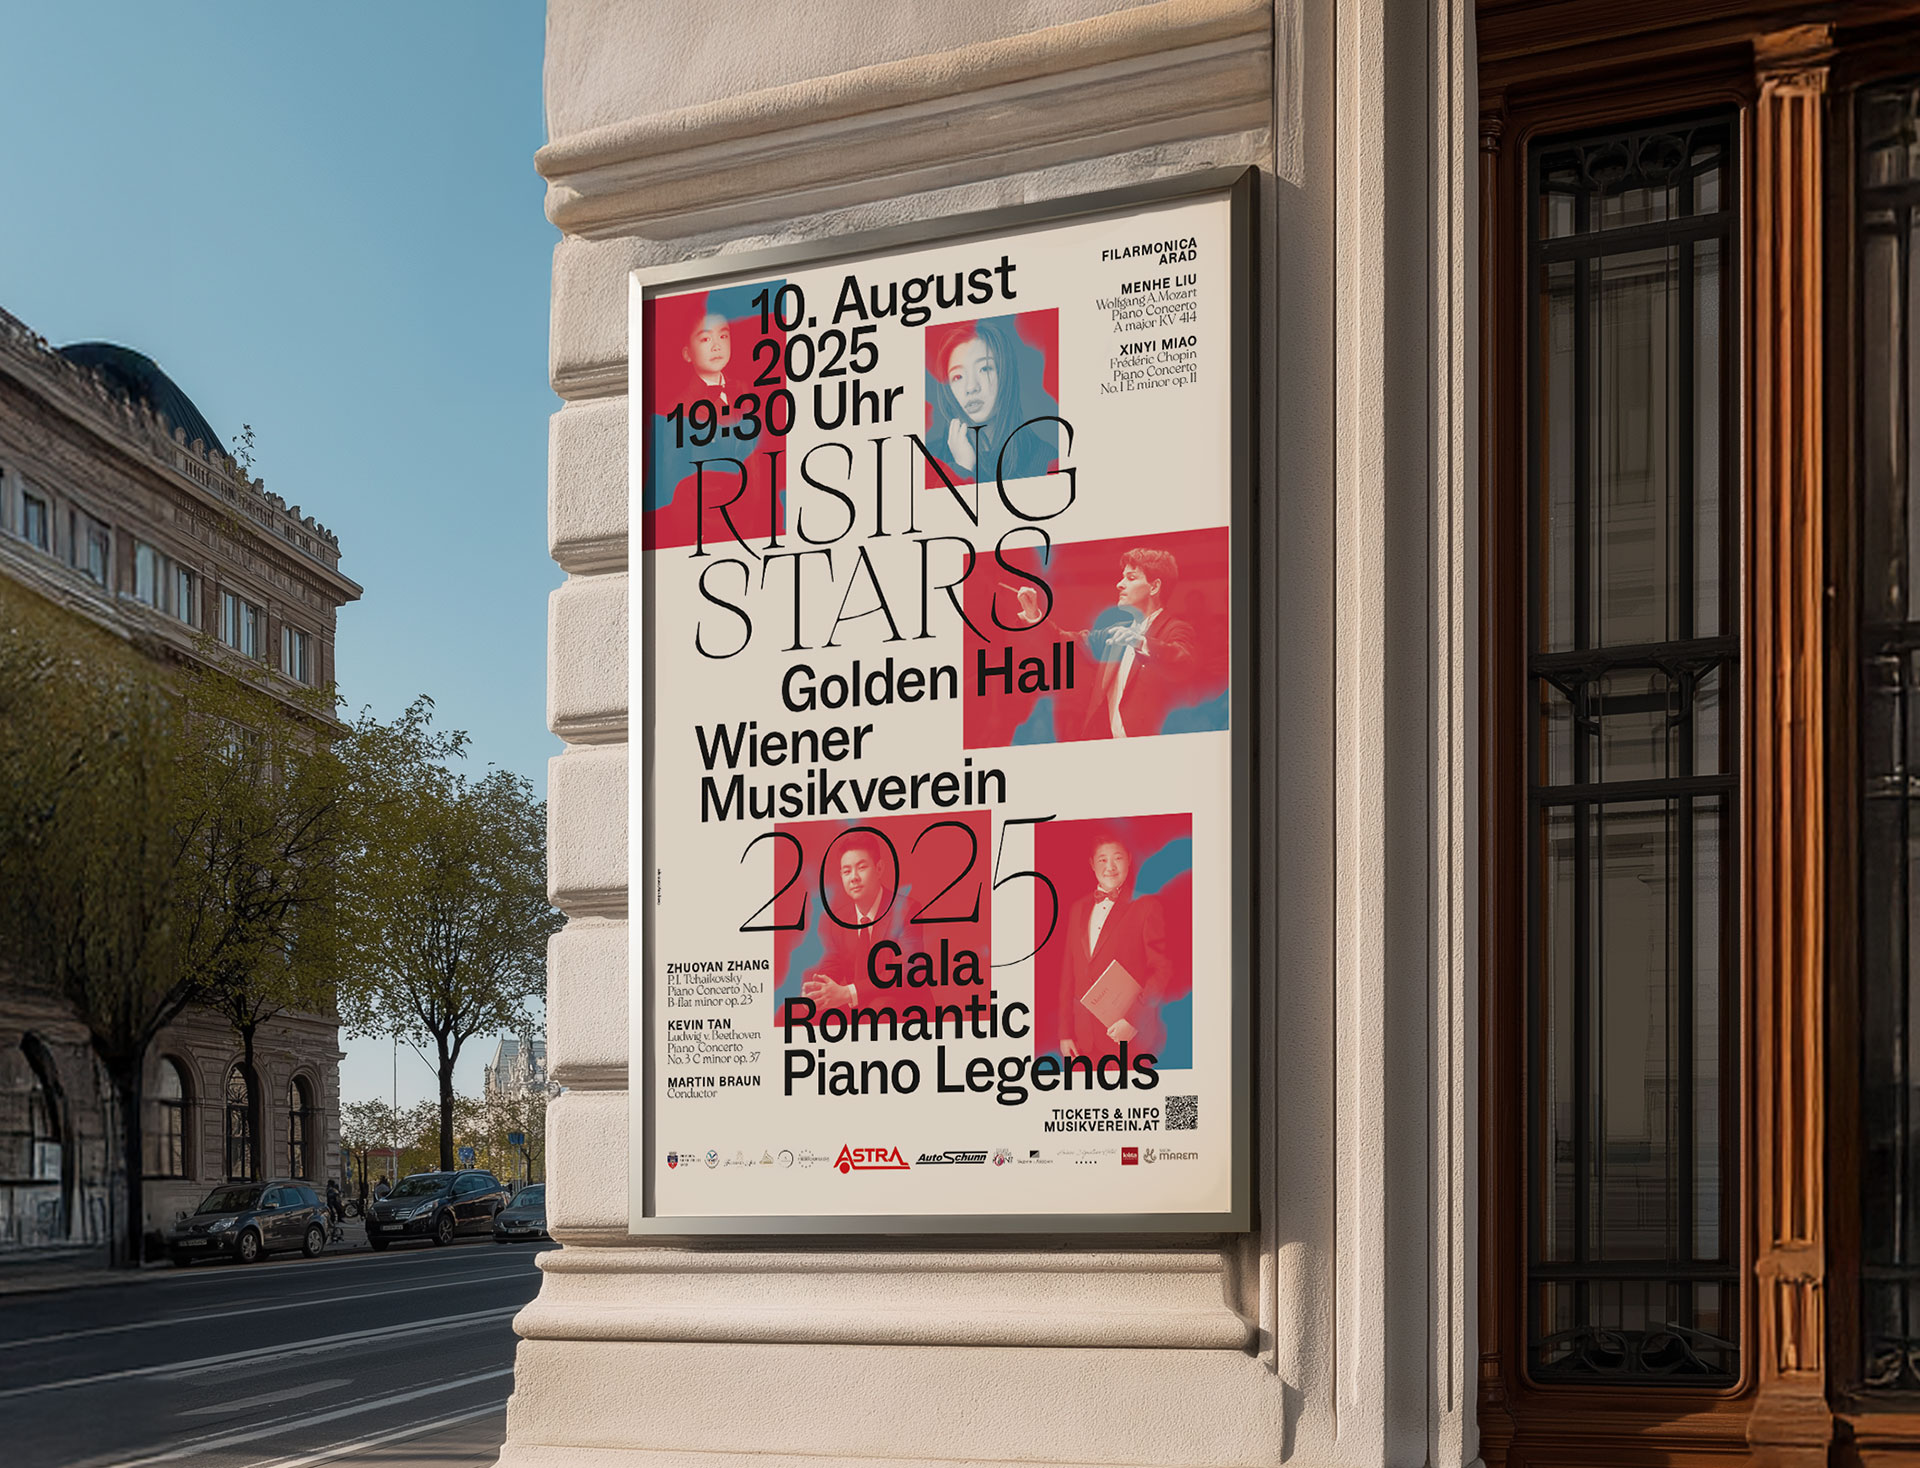 10. August
2025
19:30 Uhr
FILARMONICA
ARAD
MENHE LIU
Wolfgang A.Mozart
Piano Concerto
A major KV 414
XINYI MIAO
Frédéric Chopin
Piano Concerto
No.1 E minor op.11
RISING
STARS
Golden Hall
Wiener
Musikverein
2025
Gala
Romantic
Piano Legends
ZHUOYAN ZHANG
P.I. Tchaikovsky
Piano Concerto No.1
B-flat minor op.23
KEVIN TAN
Ludwig v. Beethoven
Piano Concerto
No.3 C minor op.37
MARTIN BRAUN
Conductor
TICKETS & INFO
MUSIKVEREIN.AT
ASTRA
AutoSchunn
MAREM